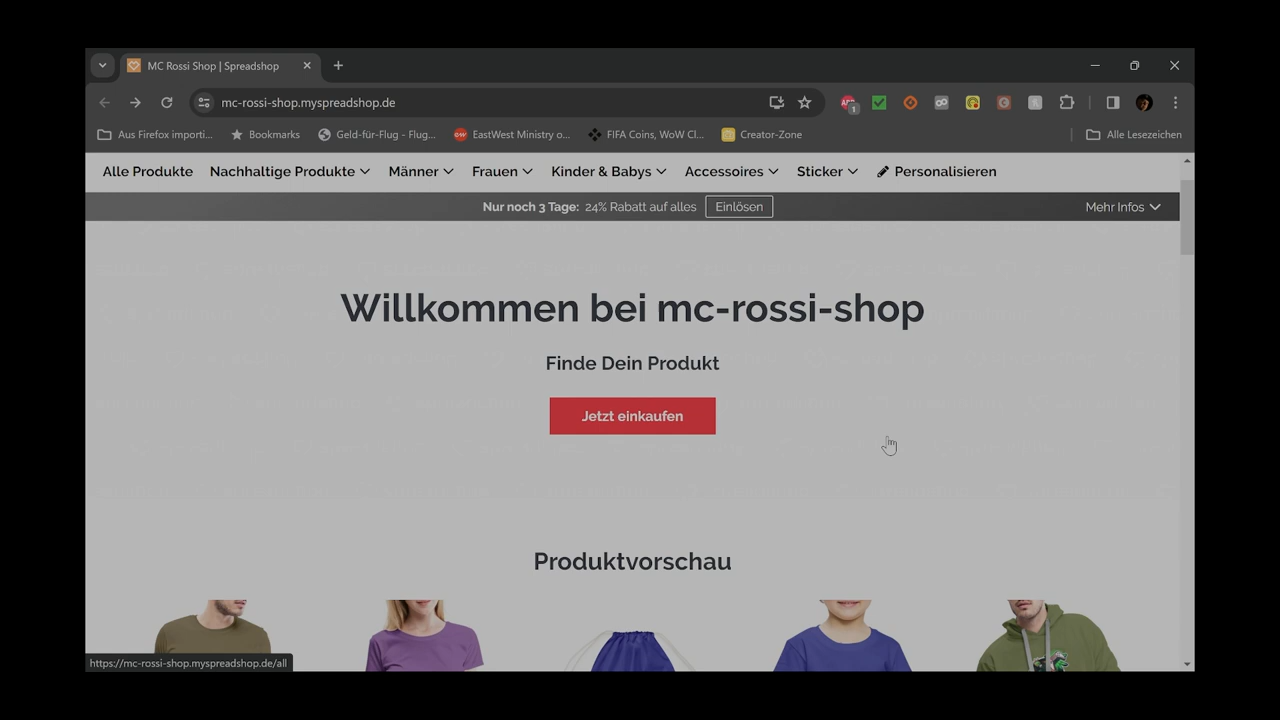 MC Rossi Shop | Spreadshop
mc-rossi-shop.myspreadshop.de
1
Aus Firefox importi...
Bookmarks
Geld-für-Flug - Flug...
EastWest Ministry o...
FIFA Coins, WoW Cl...
Creator-Zone
Alle Lesezeichen
Alle Produkte
Nachhaltige Produkte
Männer
Frauen
Kinder & Babys
Accessoires
Sticker
Personalisieren
Nur noch 3 Tage: 24% Rabatt auf alles
Einlösen
Mehr Infos
Willkommen bei mc-rossi-shop
Finde Dein Produkt
Jetzt einkaufen
Produktvorschau
https://mc-rossi-shop.myspreadshop.de/all